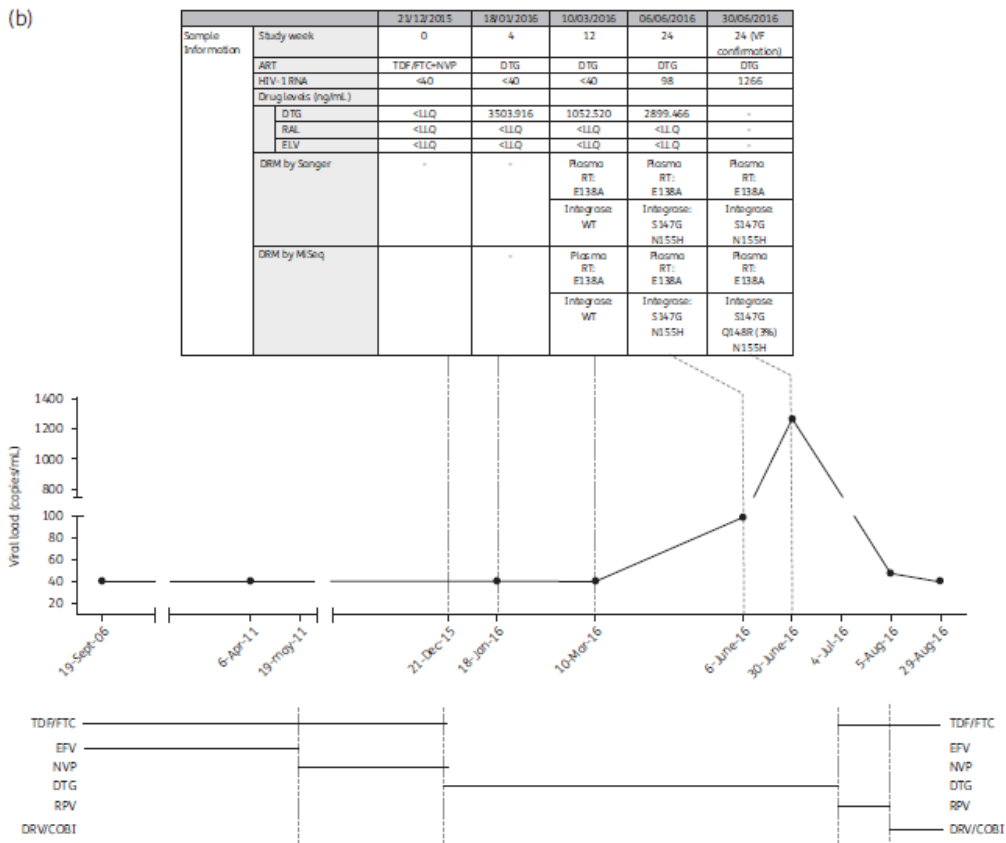 (b)
21/12/2015 18/01/2016 10/03/2016 06/06/2016 30/06/2016
Sample Information Study week 0 4 12 24 24 (VF confirmation)
ART TDF/FTC+NVP DTG DTG DTG DTG
HIV-1 RNA <40 <40 <40 98 1266
Drug levels (ng/mL)
DTG <LLQ 3503.916 1052.520 2899.466 -
RAL <LLQ <LLQ <LLQ <LLQ -
ELV <LLQ <LLQ <LLQ <LLQ -
DRM by Sanger - - Plasma Plasma Plasma
RT: RT: RT:
E138A E138A E138A
Integrase: Integrase: Integrase:
WT S147G S147G
N155H N155H
DRM by MiSeq - Plasma Plasma Plasma
RT: RT: RT:
E138A E138A E138A
Integrase: Integrase: Integrase:
WT S147G S147G
N155H Q148R (3%)
N155H
Viral load (copies/mL)
1400
1200
1000
800
100
80
60
40
20
19-Sept-06 6-Apr-11 19-may-11 21-Dec-15 18-Jan-16 10-Mar-16 6-June-16 30-June-16 4-Jul-16 5-Aug-16 29-Aug-16
TDF/FTC TDF/FTC
EFV EFV
NVP NVP
DTG DTG
RPV RPV
DRV/COBI DRV/COBI